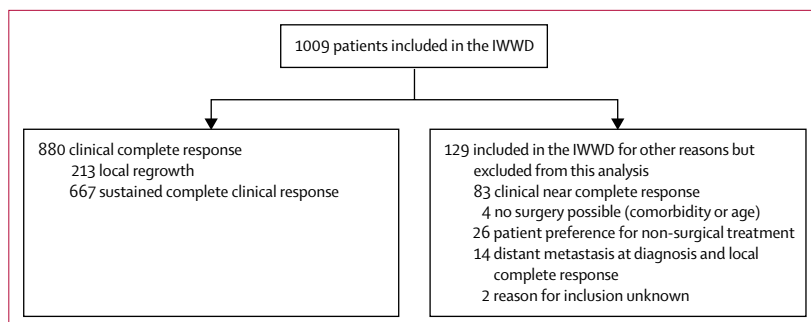 1009 patients included in the IWWD
880 clinical complete response
213 local regrowth
667 sustained complete clinical response
129 included in the IWWD for other reasons but
excluded from this analysis
83 clinical near complete response
4 no surgery possible (comorbidity or age)
26 patient preference for non-surgical treatment
14 distant metastasis at diagnosis and local
complete response
2 reason for inclusion unknown